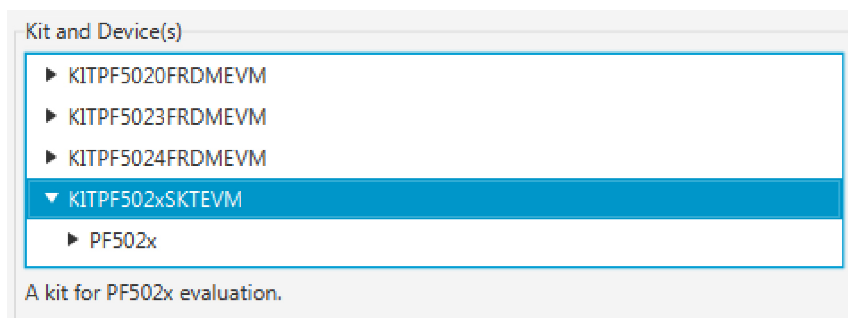 Kit and Device(s)
KITPF5020FRDMEVM
KITPF5023FRDMEVM
KITPF5024FRDMEVM
KITPF502xSKTEVM
PF502x
A kit for PF502x evaluation.